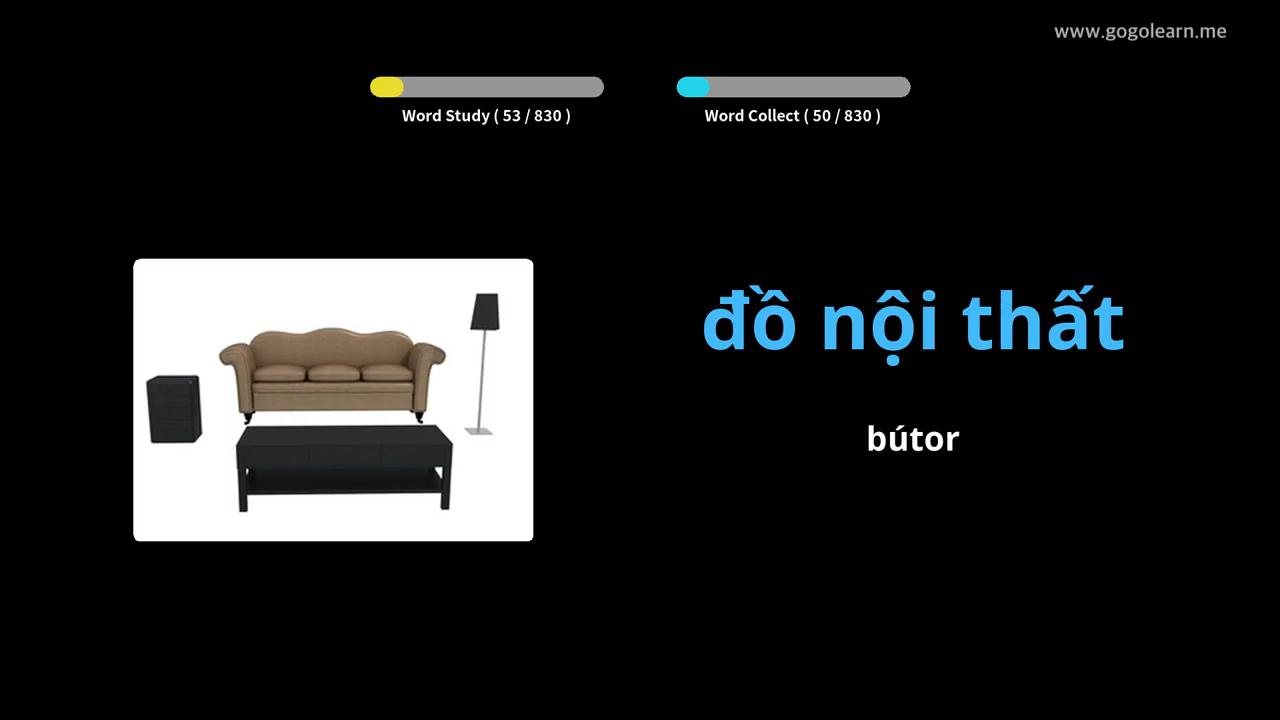 www.gogolearn.me
Word Study ( 53 / 830 )
Word Collect ( 50 / 830 )
đồ nội thất
bútor